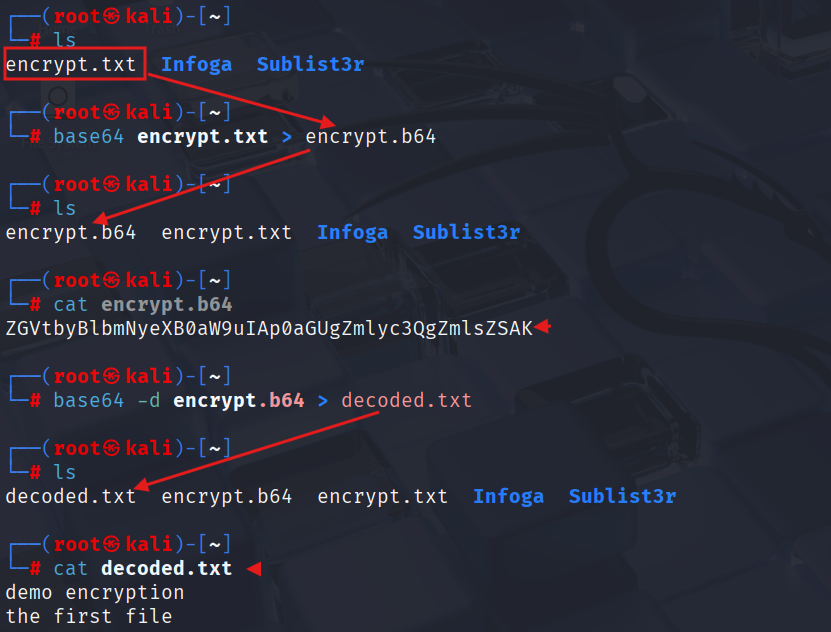 ┌──(root㉿kali)-[~]
└─# ls
encrypt.txt  Infoga  Sublist3r
┌──(root㉿kali)-[~]
└─# base64 encrypt.txt > encrypt.b64
┌──(root㉿kali)-[~]
└─# ls
encrypt.b64  encrypt.txt  Infoga  Sublist3r
┌──(root㉿kali)-[~]
└─# cat encrypt.b64
ZGVtbyBlbmNyeXB0aW9uIAp0aGUgZmlyc3QgZmlsZSAK
┌──(root㉿kali)-[~]
└─# base64 -d encrypt.b64 > decoded.txt
┌──(root㉿kali)-[~]
└─# ls
decoded.txt  encrypt.b64  encrypt.txt  Infoga  Sublist3r
┌──(root㉿kali)-[~]
└─# cat decoded.txt
demo encryption
the first file